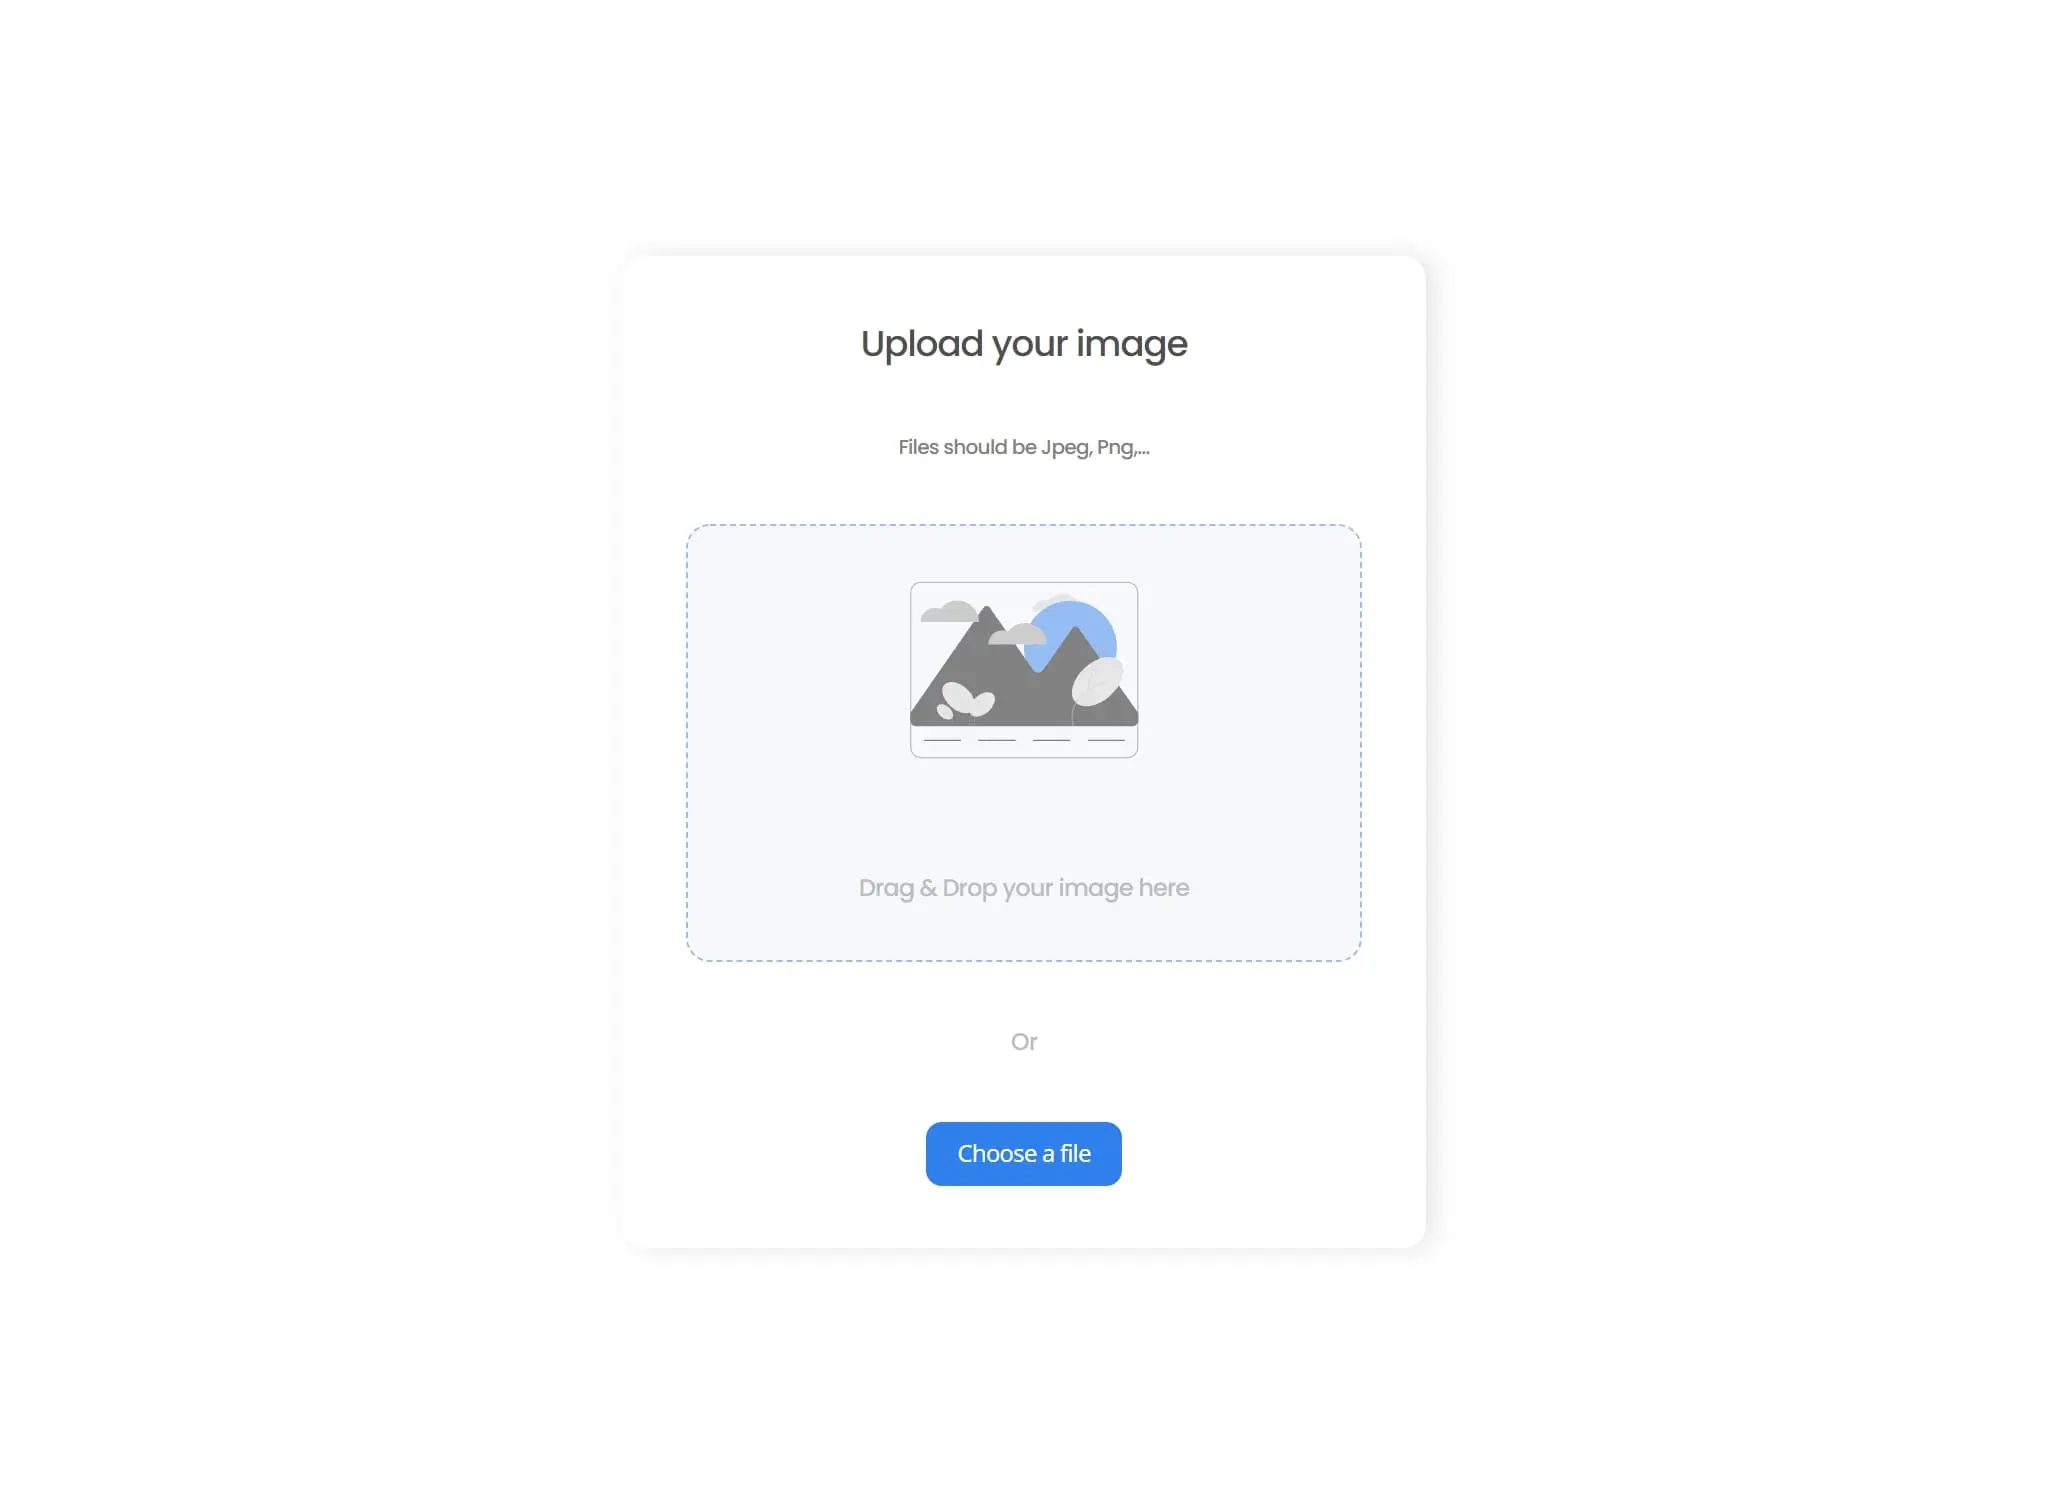 Upload your image
Files should be Jpeg, Png,...
Drag & Drop your image here
Or
Choose a file